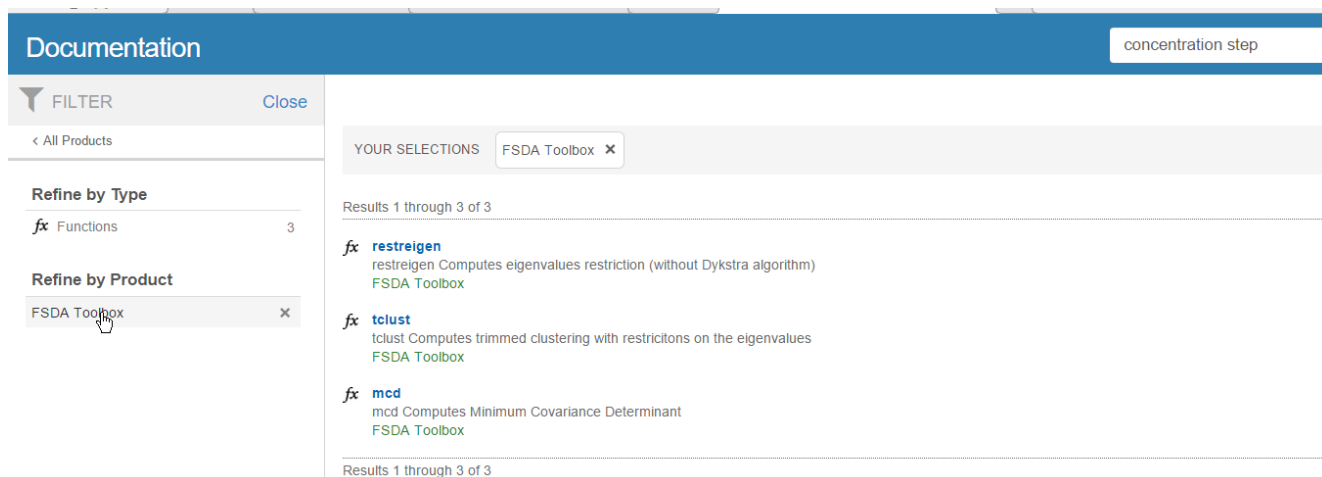 Documentation
concentration step
FILTER
Close
< All Products
YOUR SELECTIONS
FSDA Toolbox ×
Refine by Type
fx Functions 3
Refine by Product
FSDA Toolbox ×
Results 1 through 3 of 3
fx restreigen
restreigen Computes eigenvalues restriction (without Dykstra algorithm)
FSDA Toolbox
fx tclust
tclust Computes trimmed clustering with restricitons on the eigenvalues
FSDA Toolbox
fx mcd
mcd Computes Minimum Covariance Determinant
FSDA Toolbox
Results 1 through 3 of 3